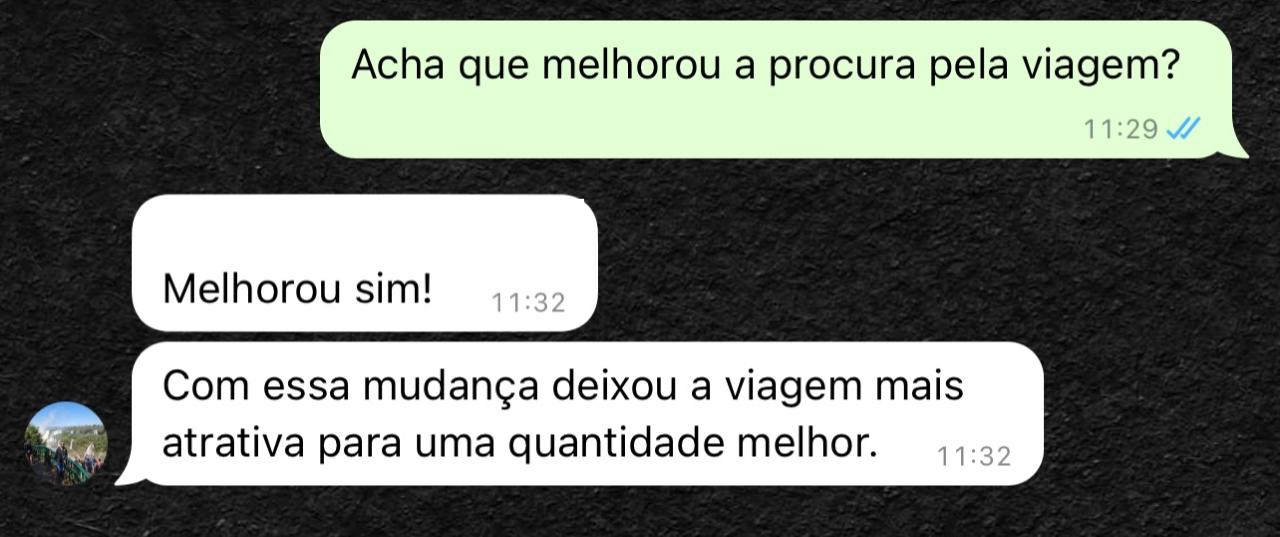 Acha que melhorou a procura pela viagem?
11:29
Melhorou sim!
11:32
Com essa mudança deixou a viagem mais
atrativa para uma quantidade melhor.
11:32